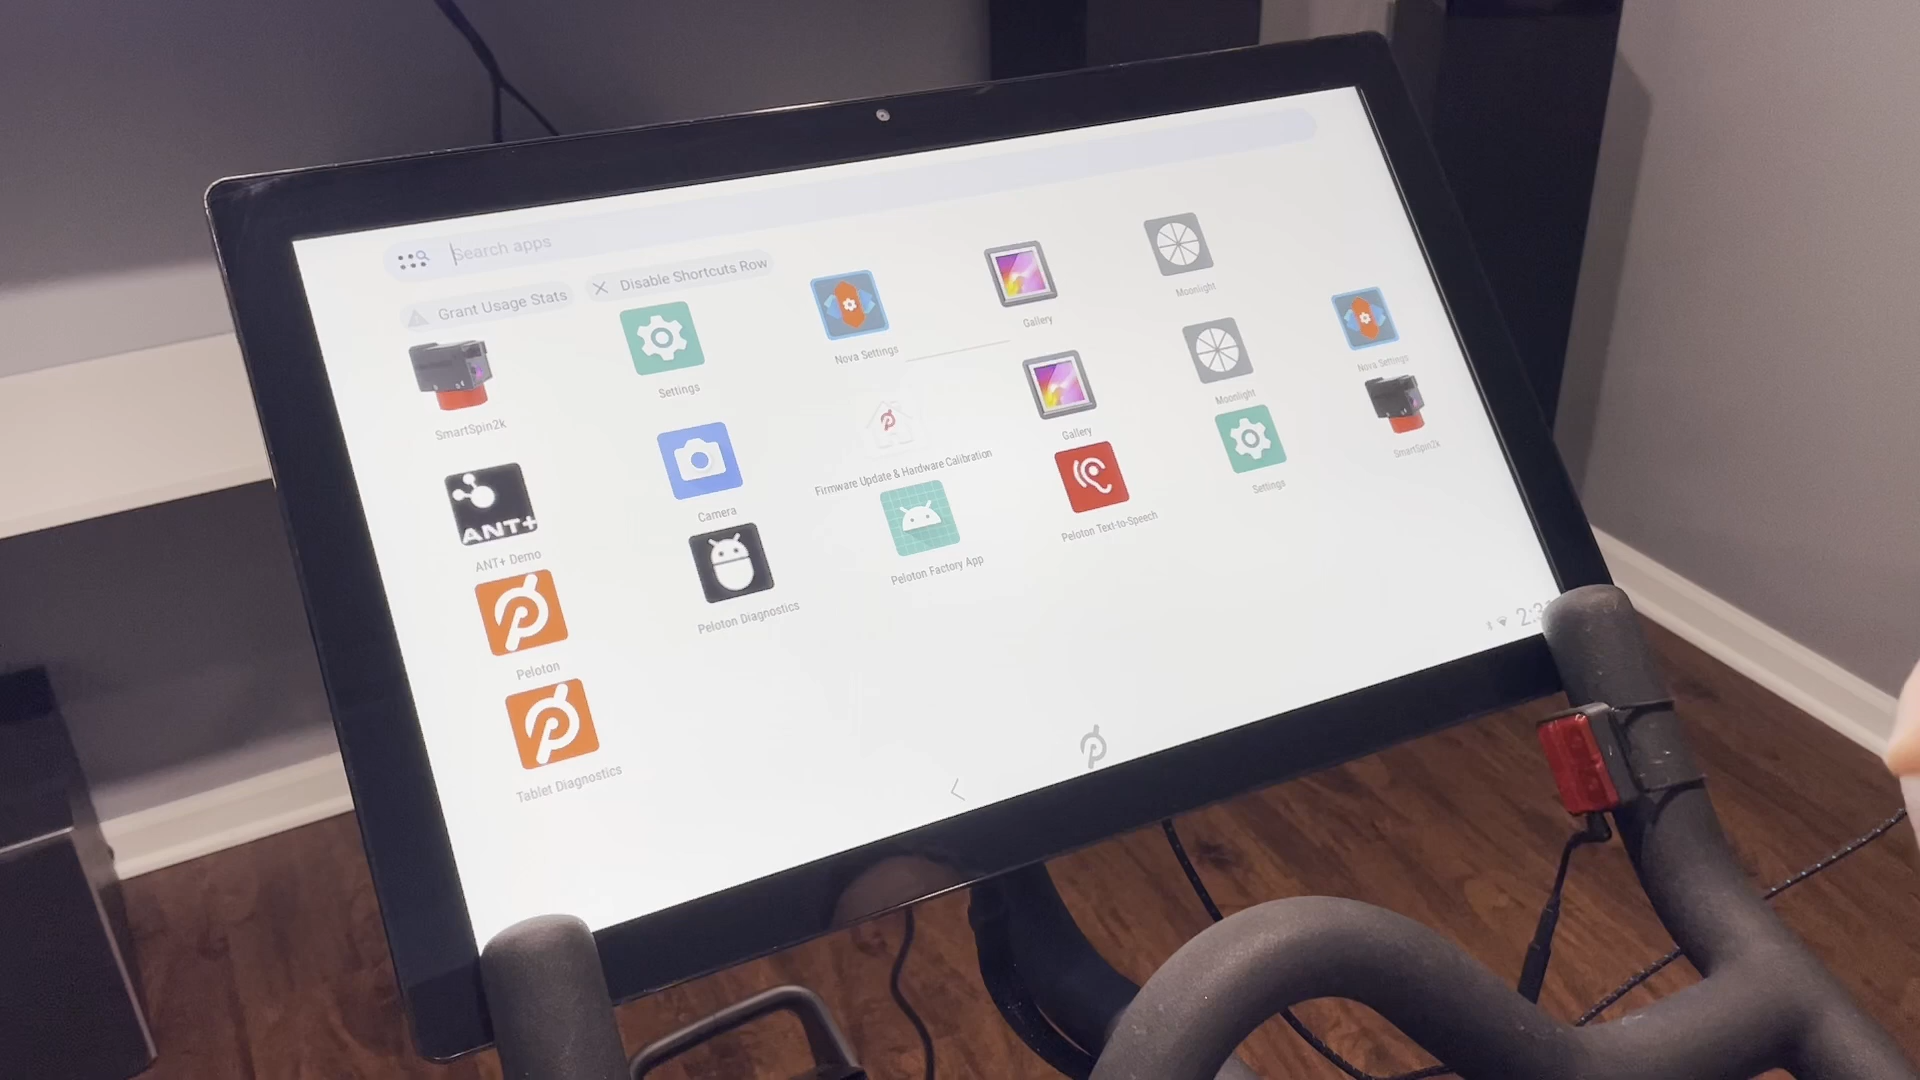 Search apps
Grant Usage Stats
Disable Shortcuts Row
SmartSpin2k
Settings
Nova Settings
Gallery
Moonlight
ANT+
ANT+ Demo
Camera
Firmware Update & Hardware Calibration
Gallery
Moonlight
Nova Settings
Peloton
Peloton Diagnostics
Peloton Factory App
Peloton Text-to-Speech
Settings
SmartSpin2k
Tablet Diagnostics